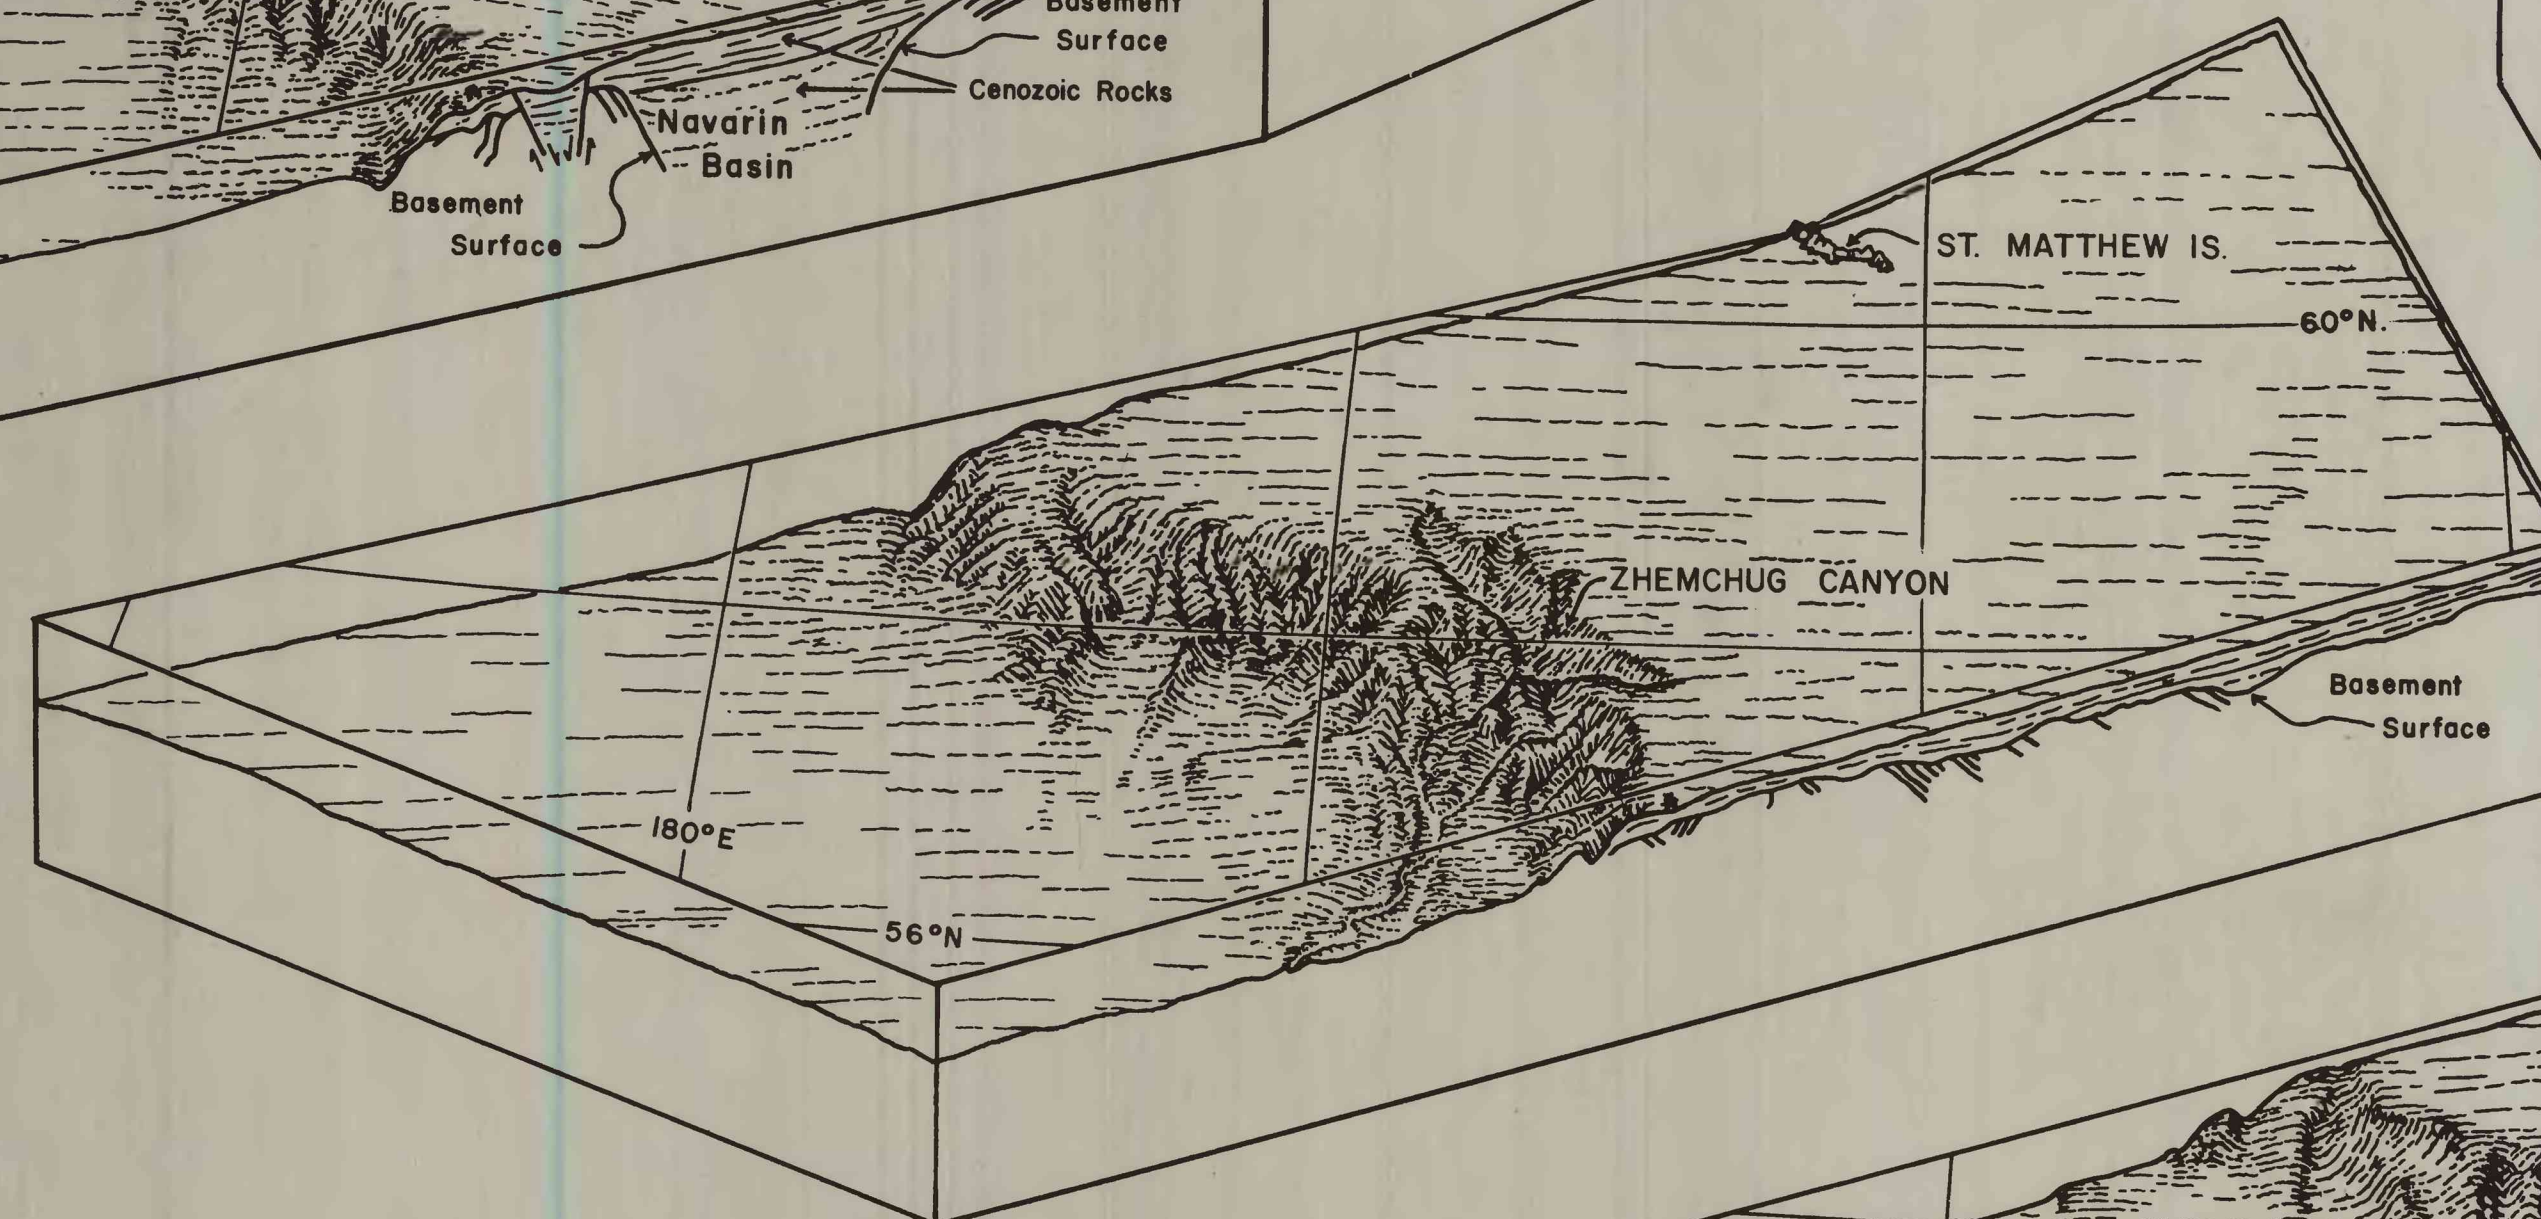 Basement
Surface
Cenozoic Rocks
Navarin
Basin
Basement
Surface
ST. MATTHEW IS.
60°N.
ZHEMCHUG CANYON
Basement
Surface
180°E
56°N